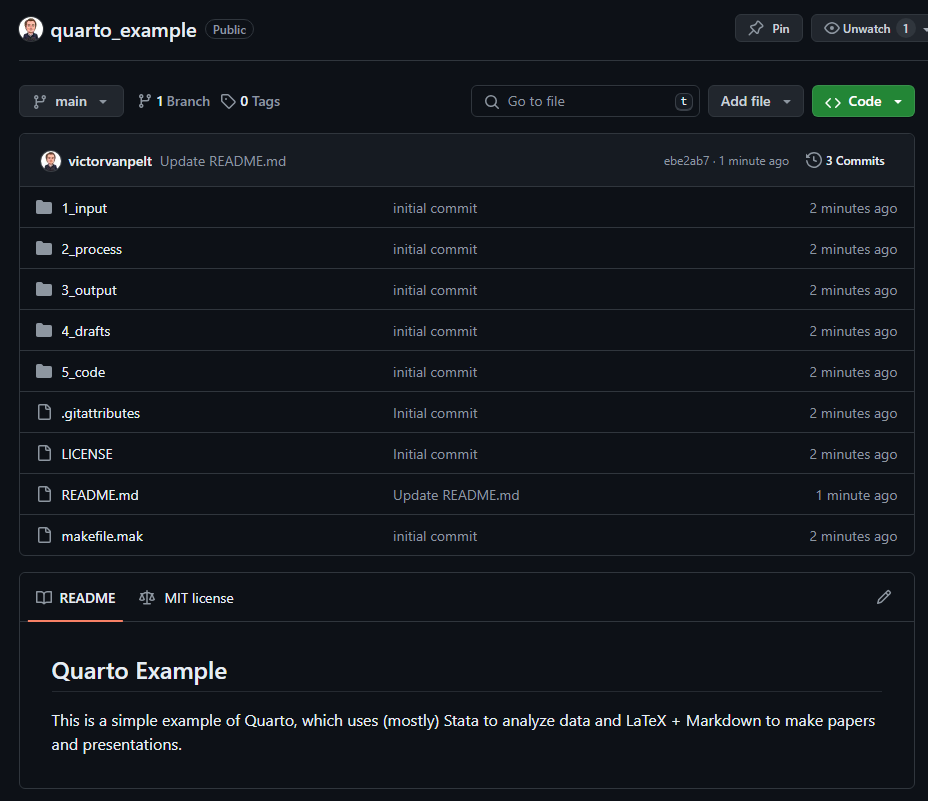 quarto_example Public Pin Unwatch 1
main 1 Branch 0 Tags Go to file t Add file Code
victorvanpelt Update README.md ebe2ab7 · 1 minute ago 3 Commits
1_input initial commit 2 minutes ago
2_process initial commit 2 minutes ago
3_output initial commit 2 minutes ago
4_drafts initial commit 2 minutes ago
5_code initial commit 2 minutes ago
.gitattributes Initial commit 2 minutes ago
LICENSE Initial commit 2 minutes ago
README.md Update README.md 1 minute ago
makefile.mak initial commit 2 minutes ago
README MIT license
Quarto Example
This is a simple example of Quarto, which uses (mostly) Stata to analyze data and LaTeX + Markdown to make papers
and presentations.